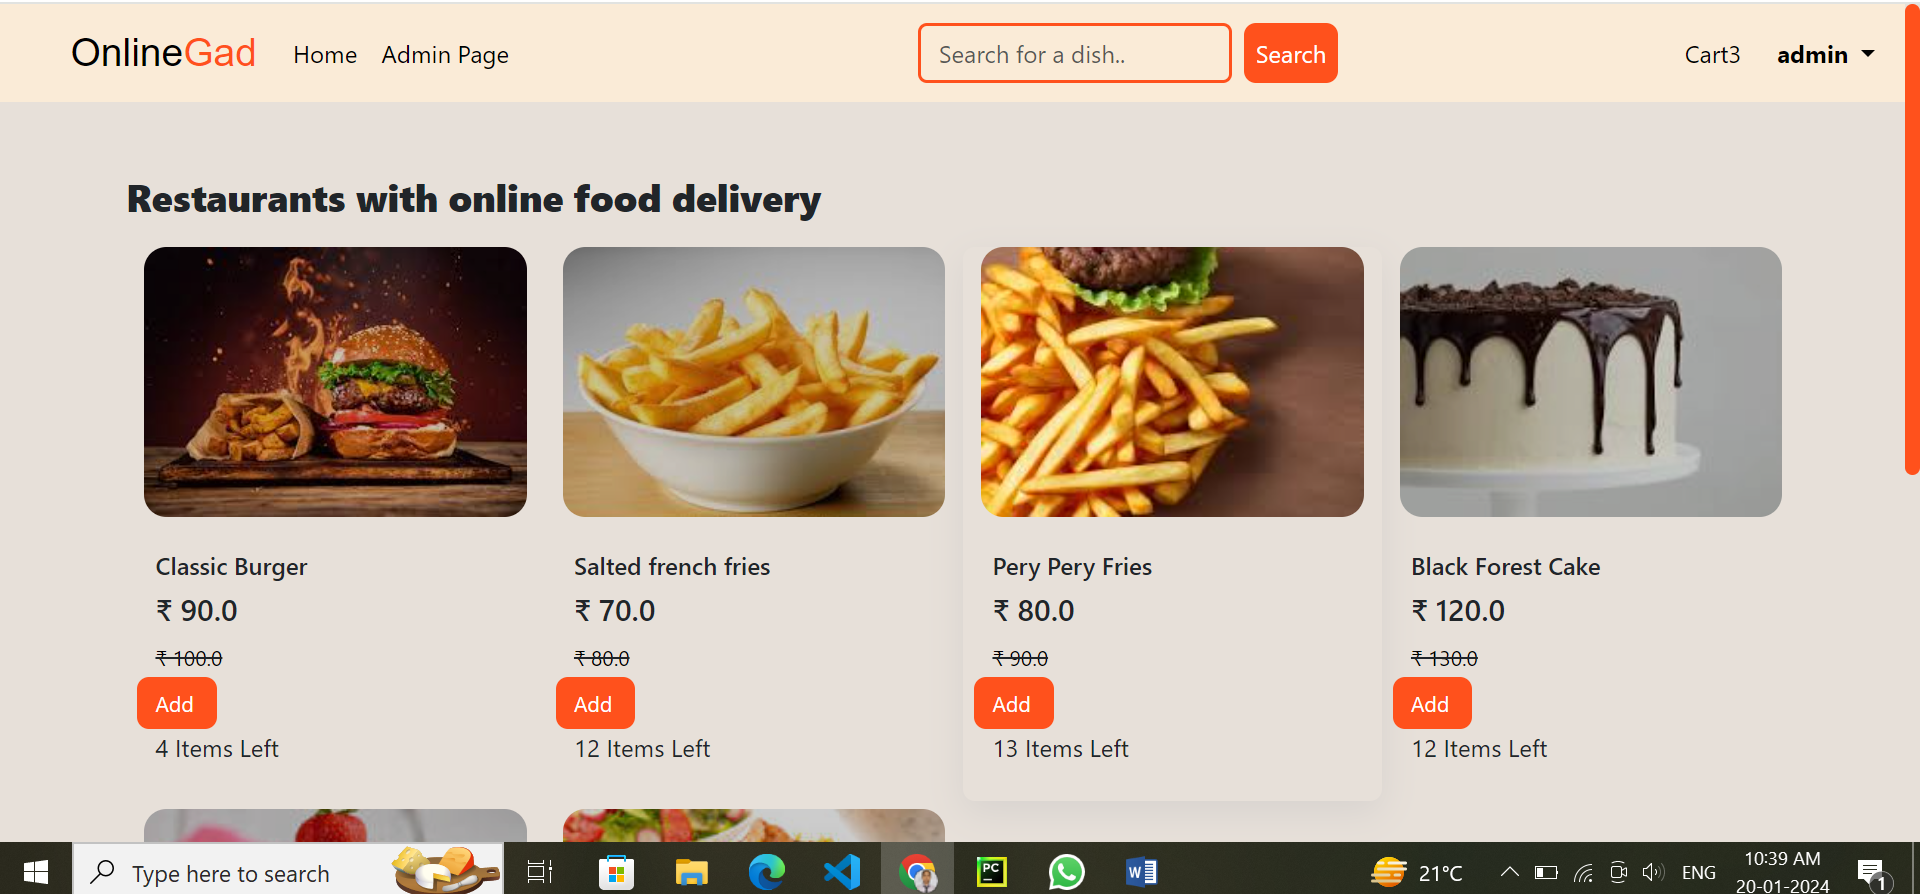 OnlineGad Home Admin Page Search for a dish.. Search Cart3 admin
Restaurants with online food delivery
Classic Burger
₹ 90.0
₹ 100.0
Add
4 Items Left
Salted french fries
₹ 70.0
₹ 80.0
Add
12 Items Left
Pery Pery Fries
₹ 80.0
₹ 90.0
Add
13 Items Left
Black Forest Cake
₹ 120.0
₹ 130.0
Add
12 Items Left
Type here to search
PC
W
21°C
ENG
10:39 AM
20-01-2024
1